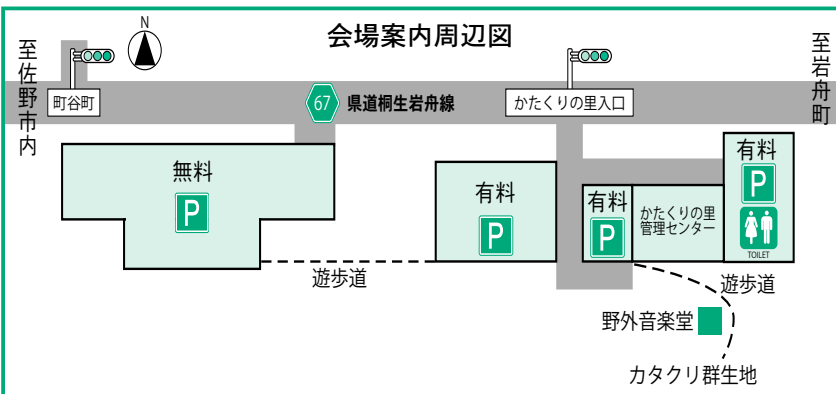 会場案内周辺図
N
至佐野市内
至岩舟町
町谷町
67
県道桐生岩舟線
かたくりの里入口
無料
P
有料
P
有料
P
かたくりの里
管理センター
有料
P
TOILET
遊歩道
遊歩道
野外音楽堂
カタクリ群生地